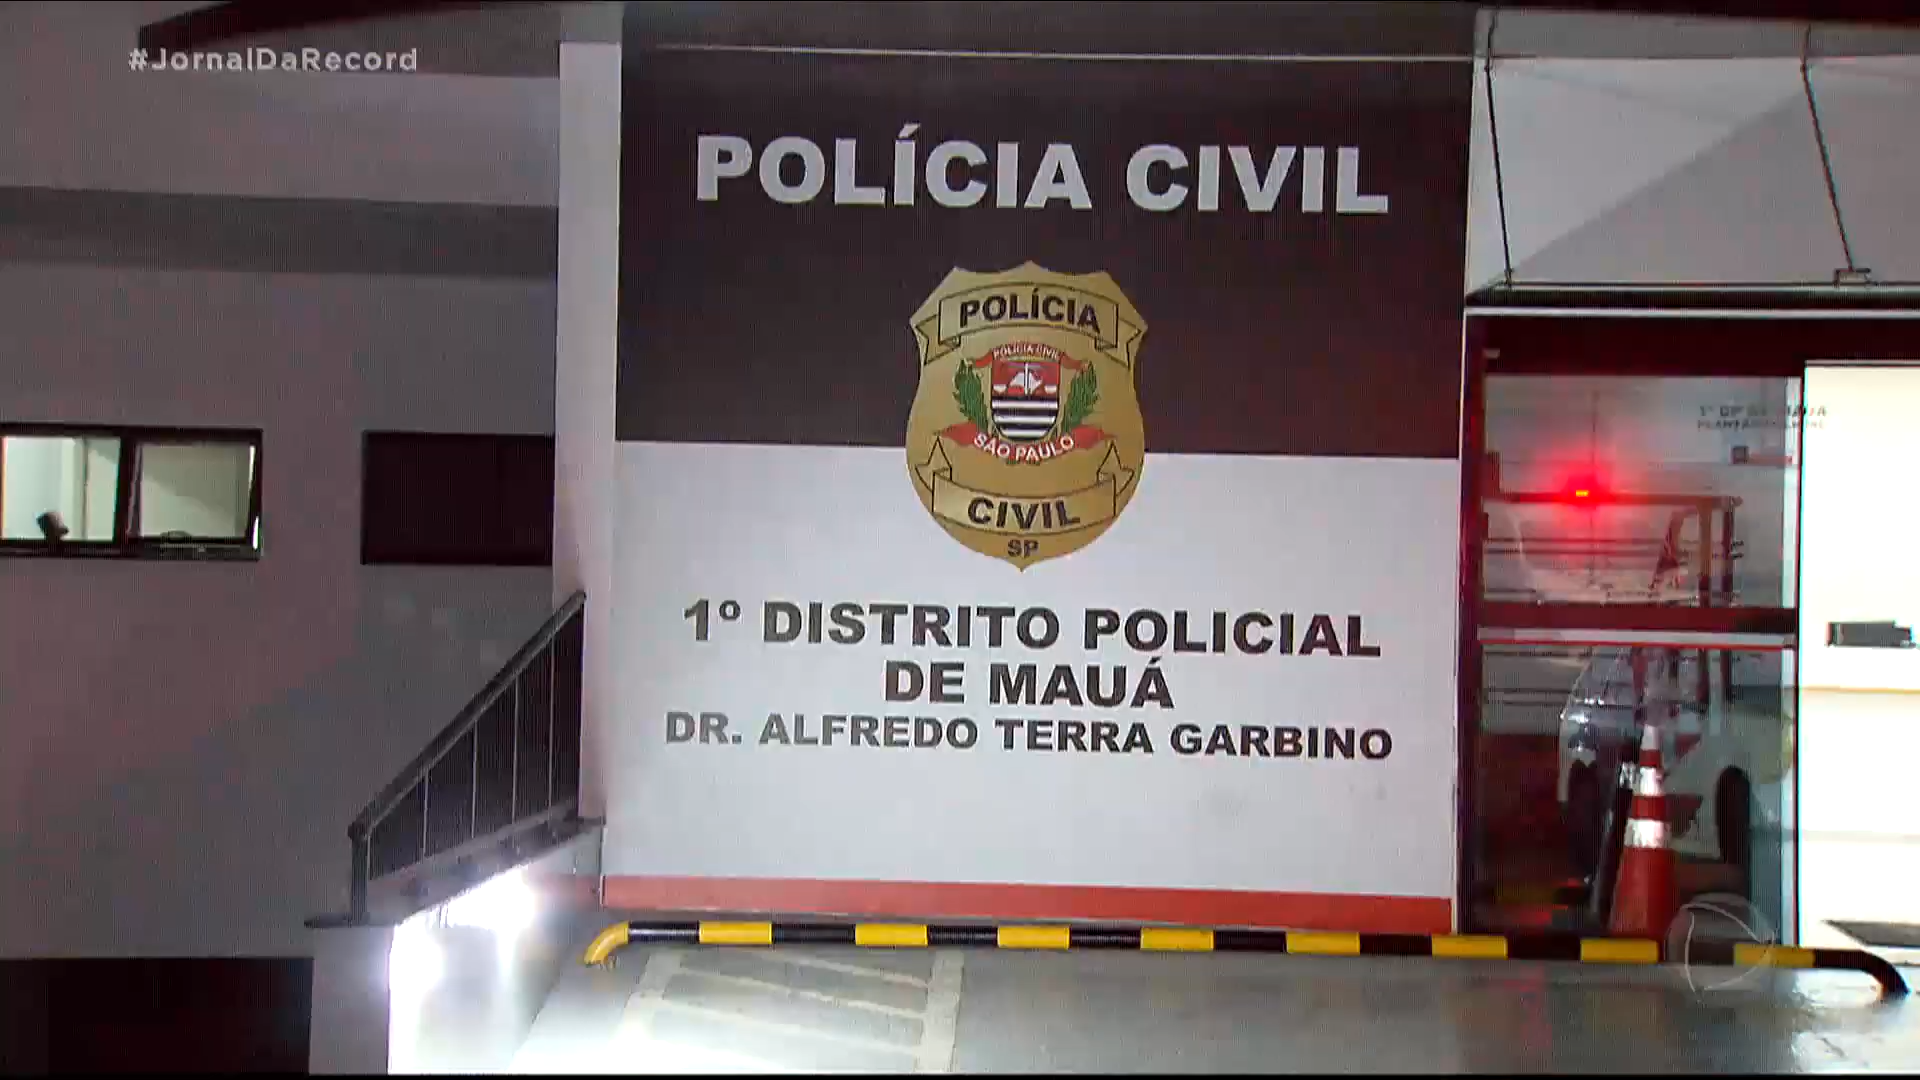 #JornalDaRecord
POLÍCIA CIVIL
POLÍCIA
POLÍCIA CIVIL
SÃO PAULO
CIVIL
SP
1º DISTRITO POLICIAL
DE MAUÁ
DR. ALFREDO TERRA GARBINO